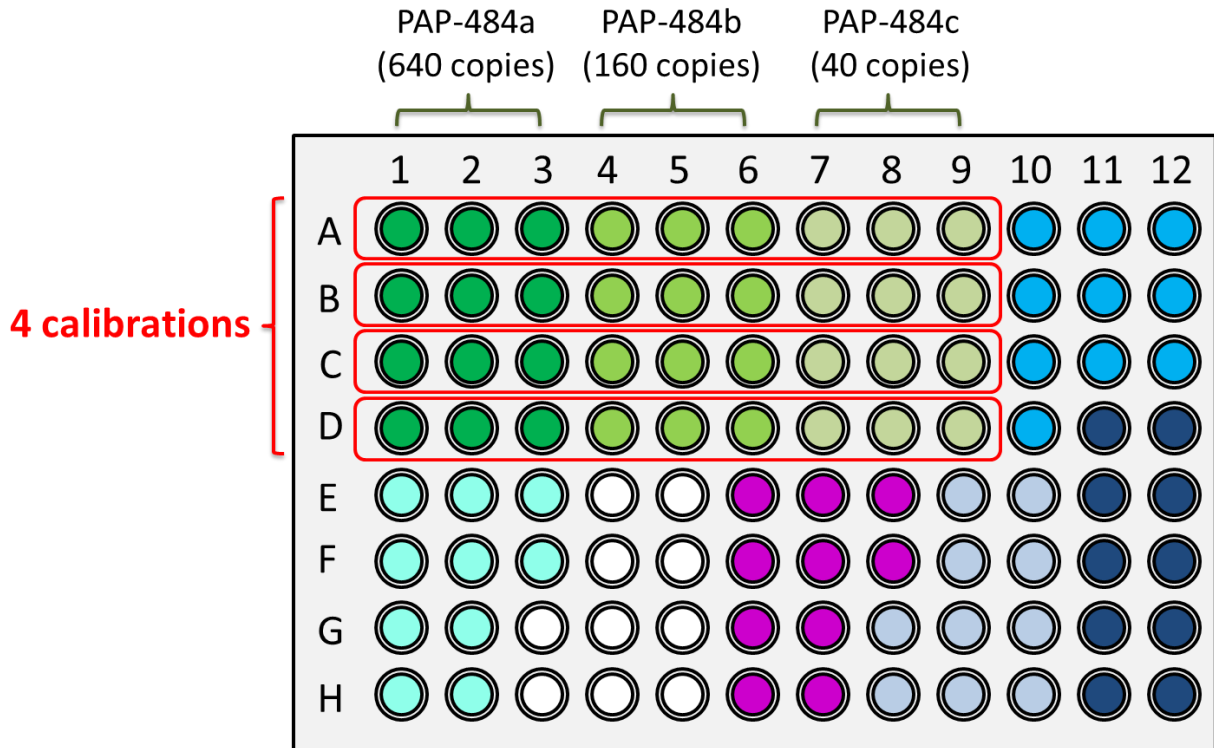 PAP-484a PAP-484b PAP-484c
(640 copies) (160 copies) (40 copies)
1 2 3 4 5 6 7 8 9 10 11 12
A
B
4 calibrations
C
D
E
F
G
H